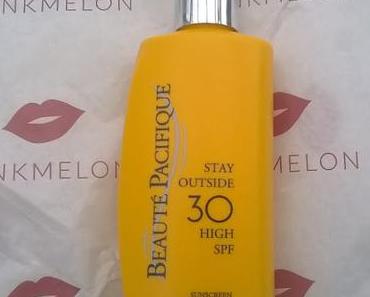 NKMELON
NKMELON
BEAUTÉ PACIFIQUE
STAY
OUTSIDE
30
HIGH
SPF
SUNSCREEN